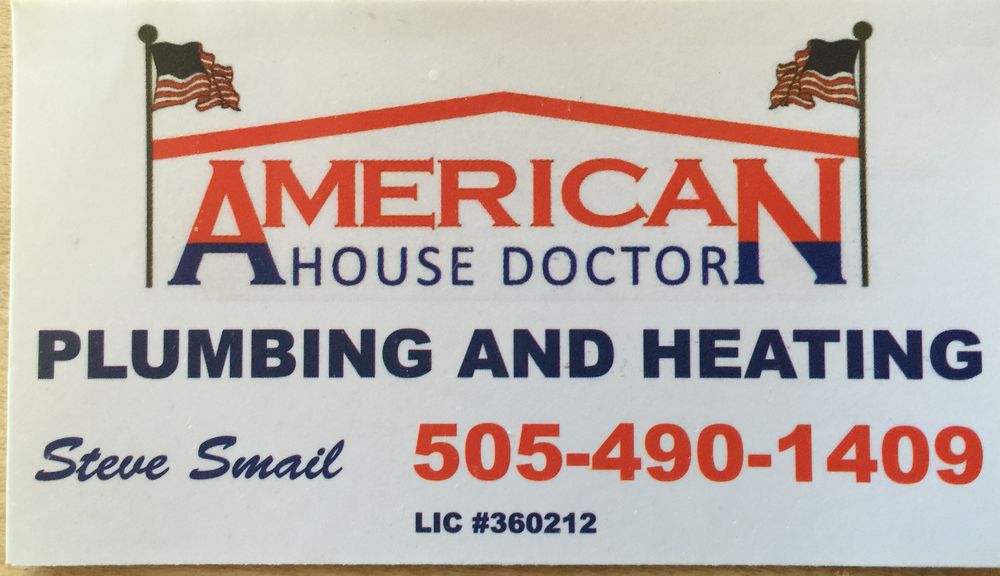 AMERICAN
HOUSE DOCTOR
PLUMBING AND HEATING
Steve Smail 505-490-1409
LIC #360212